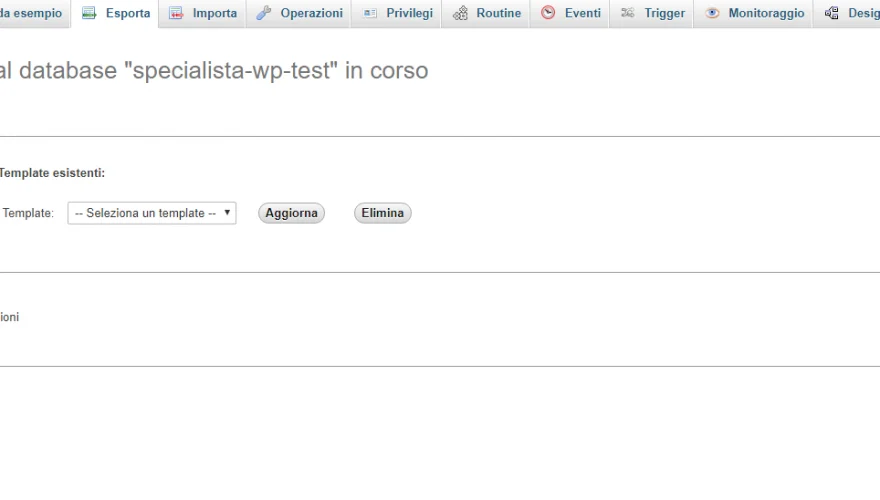 da esempio Esporta Importa Operazioni Privilegi Routine Eventi Trigger Monitoraggio Desig
al database "specialista-wp-test" in corso
Template esistenti:
Template: -- Seleziona un template -- Aggiorna Elimina
ioni